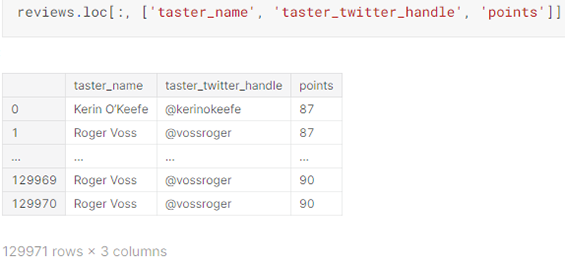 reviews.loc[:, ['taster_name', 'taster_twitter_handle', 'points']]
taster_name taster_twitter_handle points
0 Kerin O'Keefe @kerinokeefe 87
1 Roger Voss @vossroger 87
... ... ... ...
129969 Roger Voss @vossroger 90
129970 Roger Voss @vossroger 90
129971 rows × 3 columns